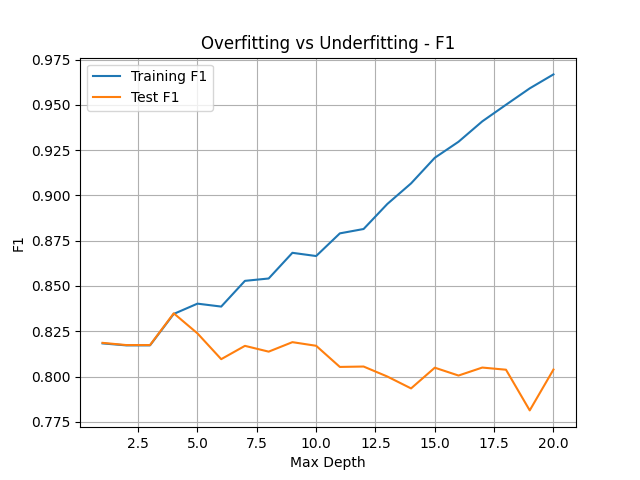 Overfitting vs Underfitting - F1
0.975
0.950
0.925
0.900
0.875
0.850
0.825
0.800
0.775
F1
Training F1
Test F1
2.5 5.0 7.5 10.0 12.5 15.0 17.5 20.0
Max Depth